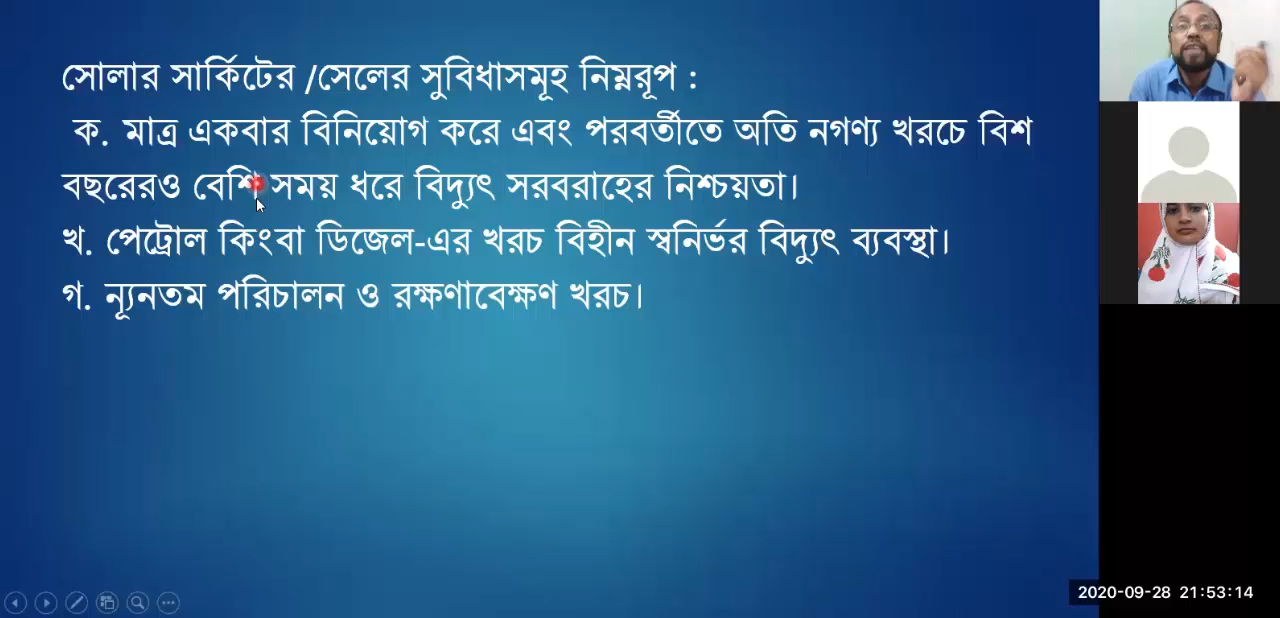 সোলার সার্কিটের /সেলের সুবিধাসমূহ নিম্নরূপ :
ক. মাত্র একবার বিনিয়োগ করে এবং পরবর্তীতে অতি নগণ্য খরচে বিশ
বছরেরও বেশি সময় ধরে বিদ্যুৎ সরবরাহের নিশ্চয়তা।
খ. পেট্রোল কিংবা ডিজেল-এর খরচ বিহীন স্বনির্ভর বিদ্যুৎ ব্যবস্থা।
গ. ন্যূনতম পরিচালন ও রক্ষণাবেক্ষণ খরচ।
2020-09-28 21:53:14